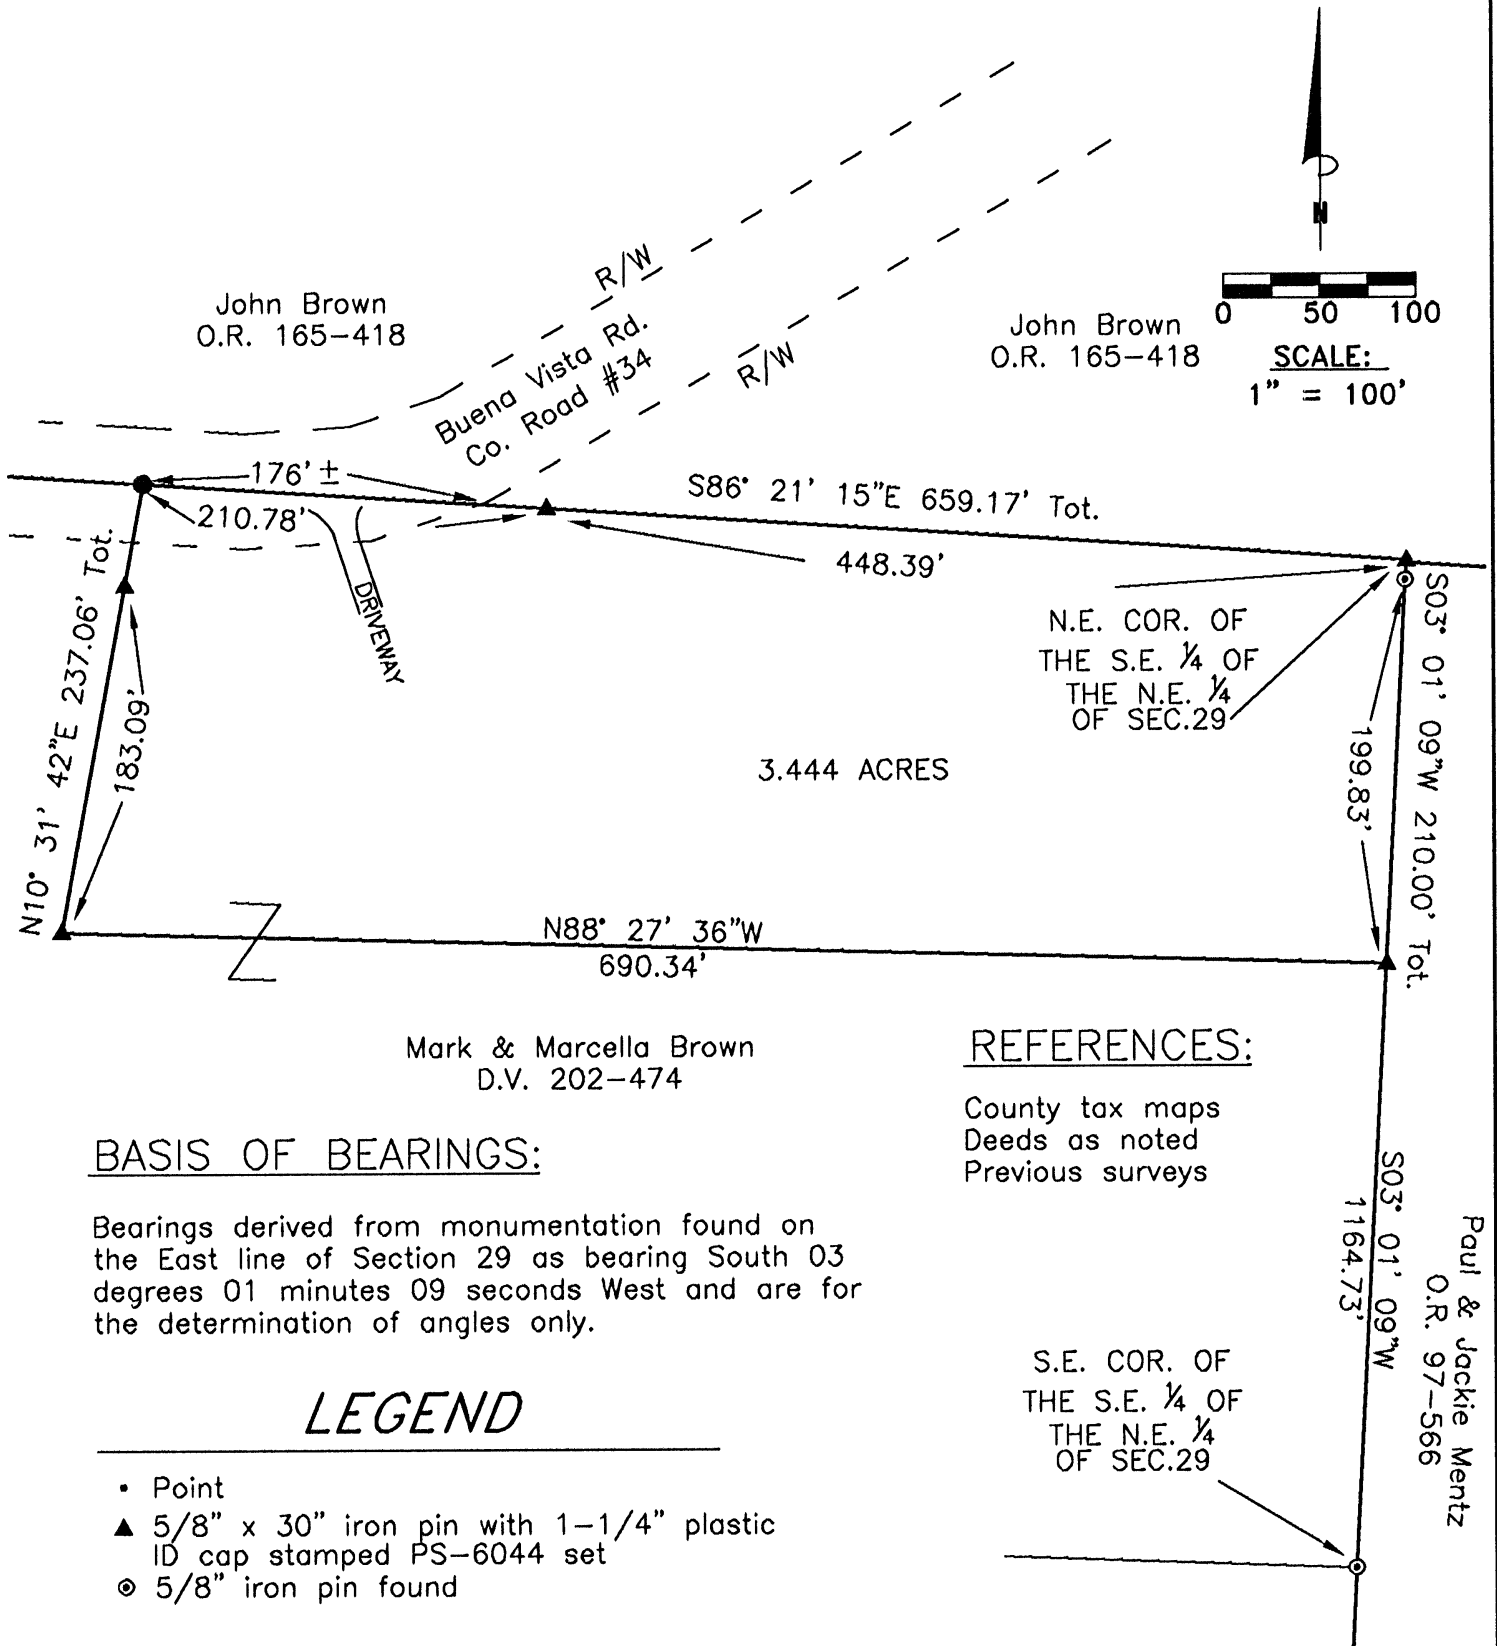 N
0 50 100
SCALE:
1" = 100'
John Brown
O.R. 165-418
R/W
Buena Vista Rd.
Co. Road #34
R/W
John Brown
O.R. 165-418
176' ±
210.78'
S86° 21' 15"E 659.17' Tot.
448.39'
DRIVEWAY
N10° 31' 42"E 237.06' Tot.
183.09'
N.E. COR. OF
THE S.E. ¼ OF
THE N.E. ¼
OF SEC.29
S03° 01' 09"W 210.00' Tot.
199.83'
3.444 ACRES
N88° 27' 36"W
690.34'
Mark & Marcella Brown
D.V. 202-474
REFERENCES:
County tax maps
Deeds as noted
Previous surveys
BASIS OF BEARINGS:
Bearings derived from monumentation found on
the East line of Section 29 as bearing South 03
degrees 01 minutes 09 seconds West and are for
the determination of angles only.
S03° 01' 09"W
1164.73'
Paul & Jackie Mentz
O.R. 97-566
S.E. COR. OF
THE S.E. ¼ OF
THE N.E. ¼
OF SEC.29
LEGEND
Point
5/8" x 30" iron pin with 1-1/4" plastic
ID cap stamped PS-6044 set
5/8" iron pin found